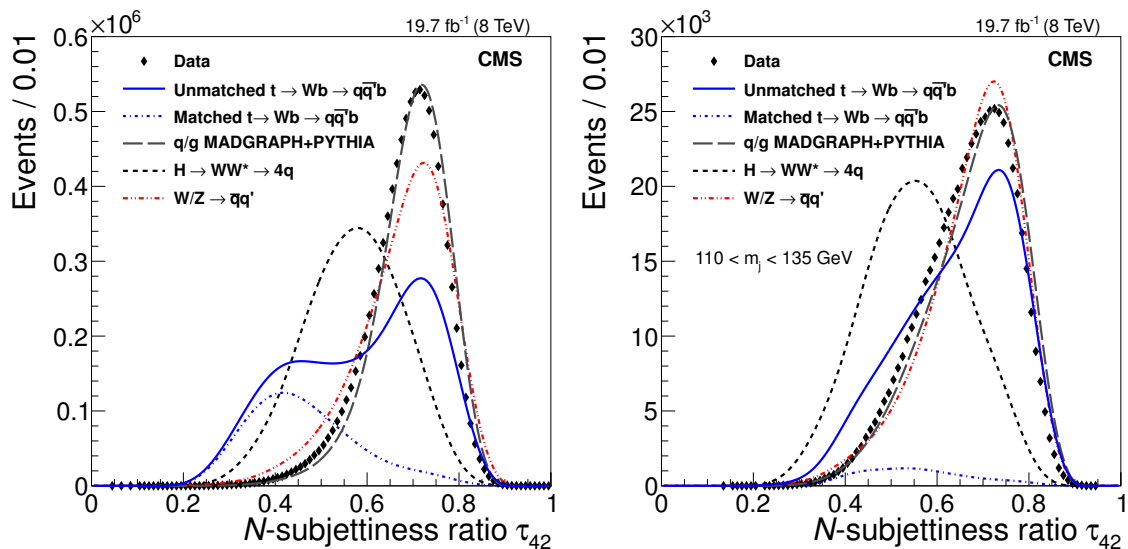 ×10⁶
19.7 fb⁻¹ (8 TeV)
CMS
Events / 0.01
0.6
0.5
0.4
0.3
0.2
0.1
0
Data
Unmatched t → Wb → qq̅'b
Matched t → Wb → qq̅'b
q/g MADGRAPH+PYTHIA
H → WW* → 4q
W/Z → q̅q'
0 0.2 0.4 0.6 0.8 1
N-subjettiness ratio τ₄₂
×10³
19.7 fb⁻¹ (8 TeV)
CMS
Events / 0.01
30
25
20
15
10
5
0
Data
Unmatched t → Wb → qq̅'b
Matched t → Wb → qq̅'b
q/g MADGRAPH+PYTHIA
H → WW* → 4q
W/Z → q̅q'
110 < mⱼ < 135 GeV
0 0.2 0.4 0.6 0.8 1
N-subjettiness ratio τ₄₂